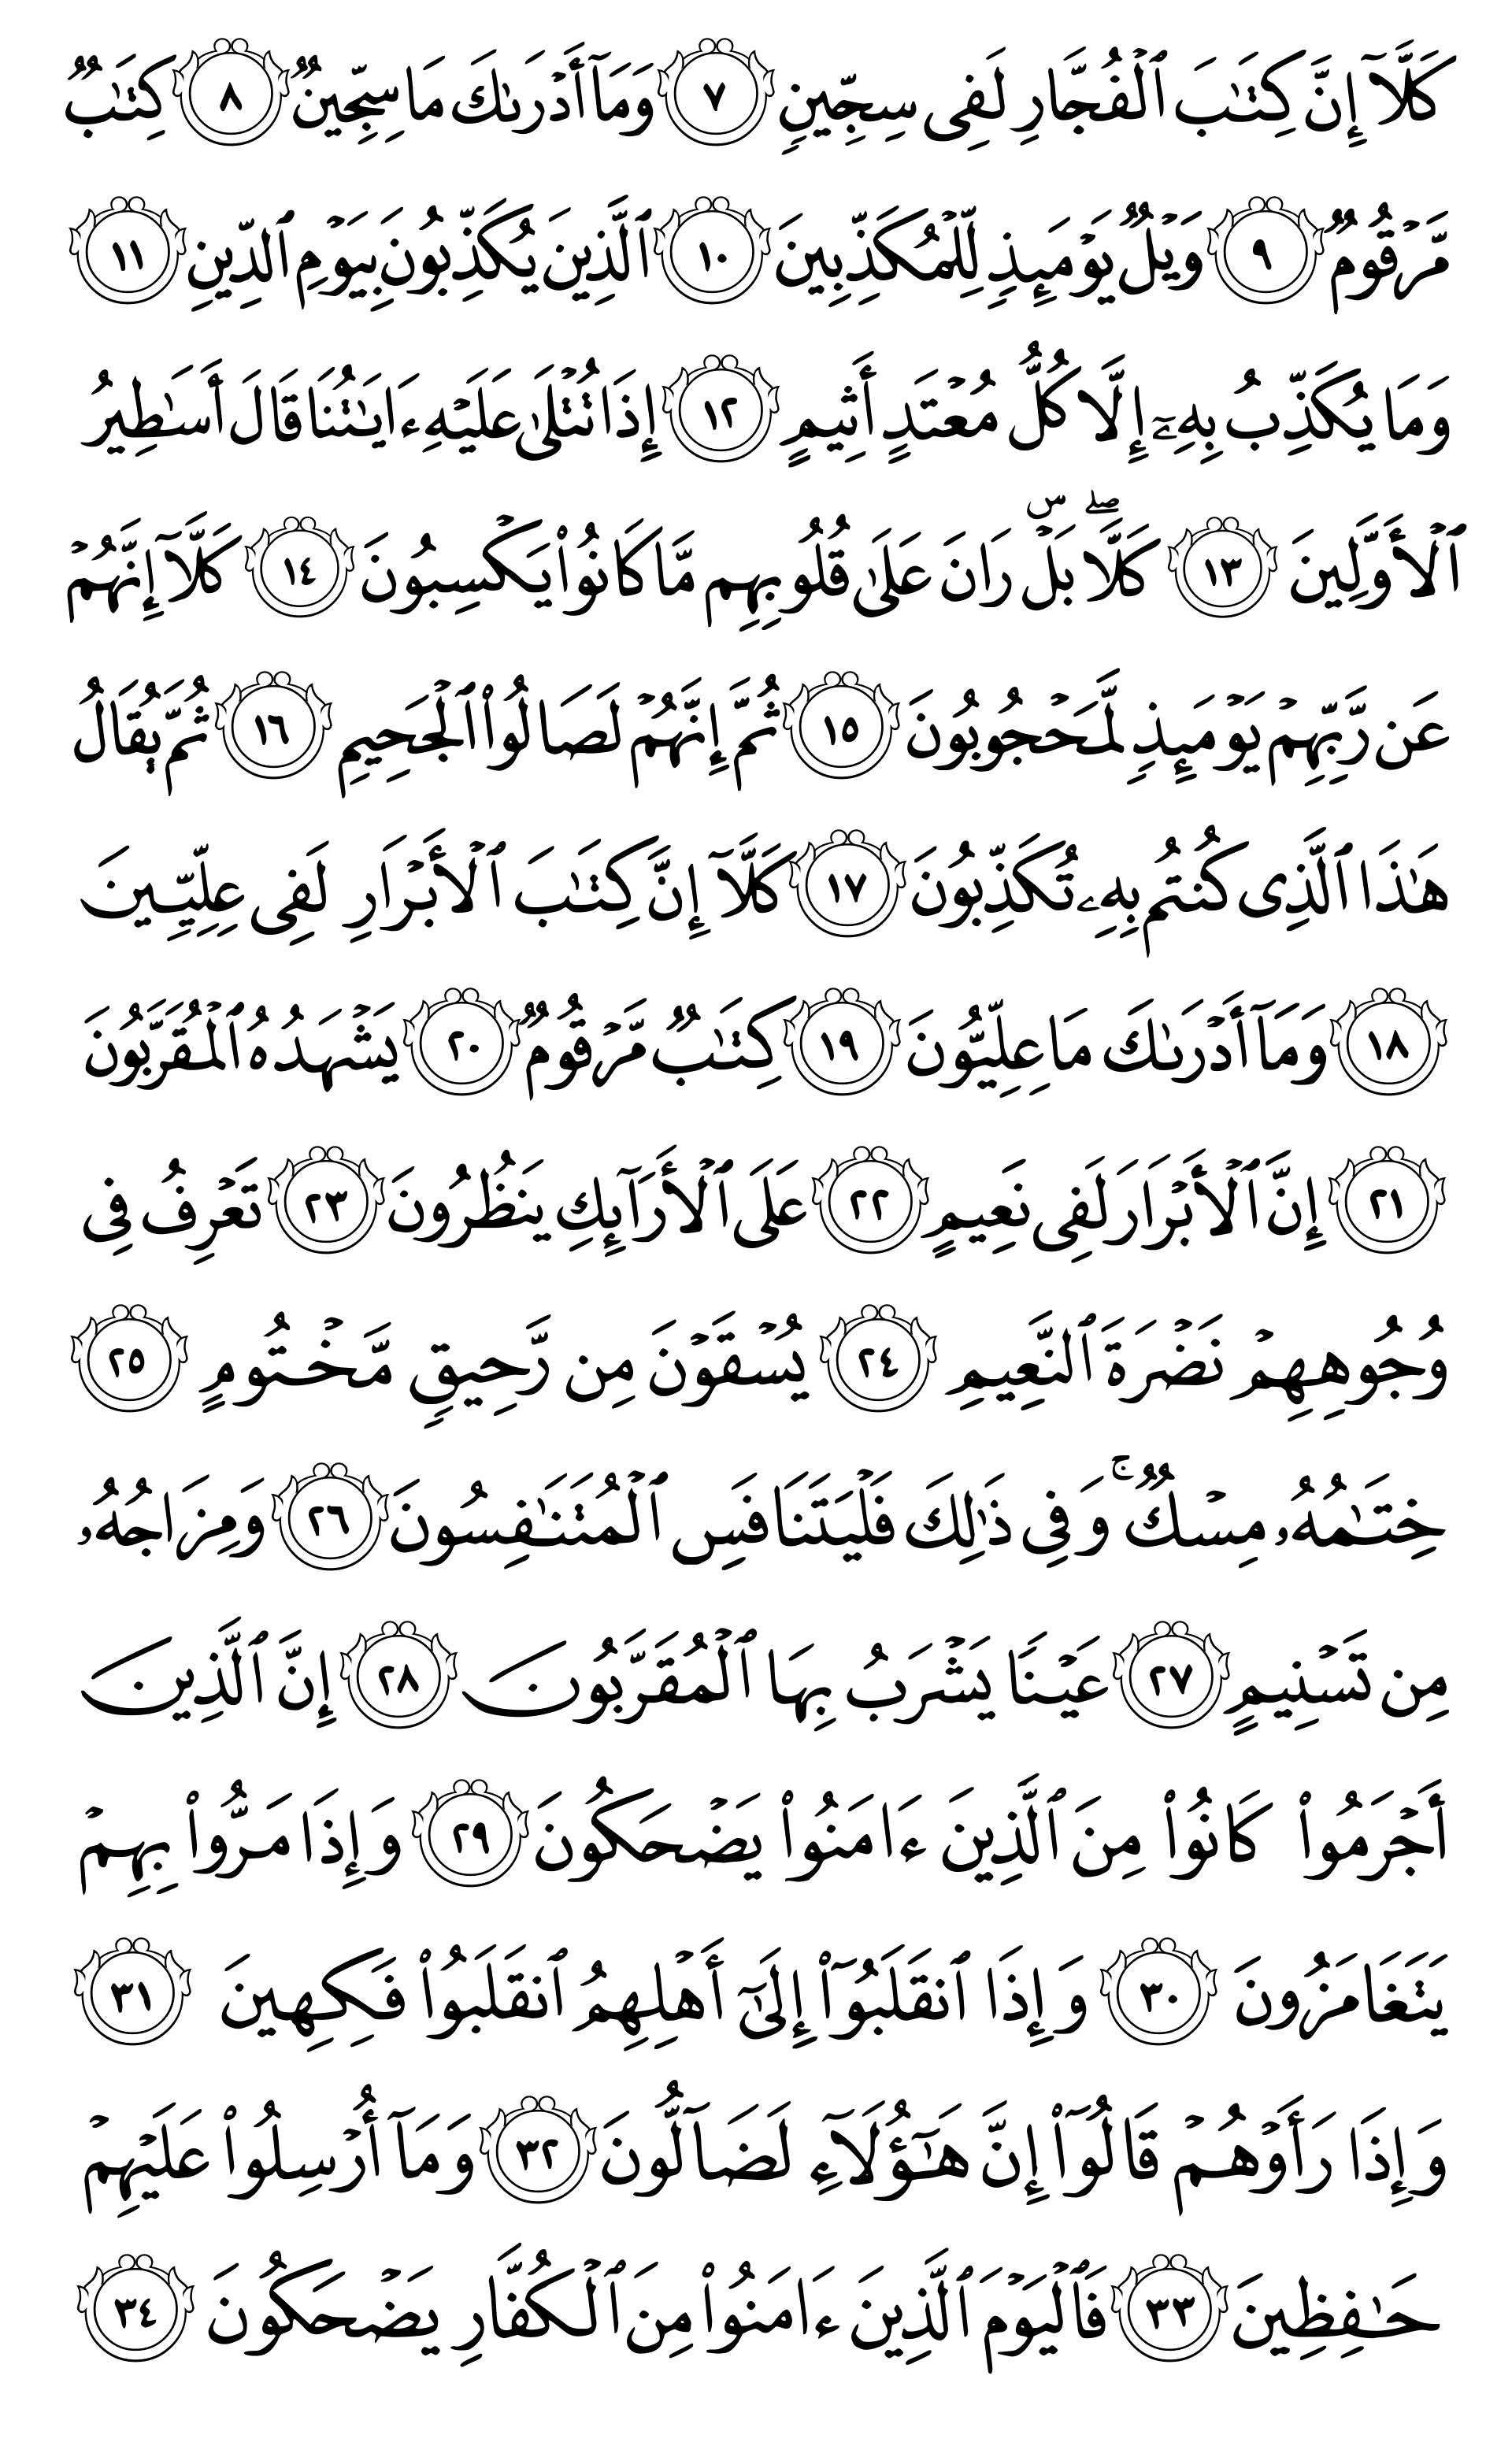 كَلَّآ إِنَّ كِتَٰبَ ٱلْفُجَّارِ لَفِى سِجِّينٍ ٧ وَمَآ أَدْرَىٰكَ مَا سِجِّينٌ ٨ كِتَٰبٌ
مَّرْقُومٌ ٩ وَيْلٌ يَوْمَئِذٍ لِّلْمُكَذِّبِينَ ١٠ ٱلَّذِينَ يُكَذِّبُونَ بِيَوْمِ ٱلدِّينِ ١١
وَمَا يُكَذِّبُ بِهِۦٓ إِلَّا كُلُّ مُعْتَدٍ أَثِيمٍ ١٢ إِذَا تُتْلَىٰ عَلَيْهِ ءَايَٰتُنَا قَالَ أَسَٰطِيرُ
ٱلْأَوَّلِينَ ١٣ كَلَّاۖ بَلْۜ رَانَ عَلَىٰ قُلُوبِهِم مَّا كَانُوا۟ يَكْسِبُونَ ١٤ كَلَّآ إِنَّهُمْ
عَن رَّبِّهِمْ يَوْمَئِذٍ لَّمَحْجُوبُونَ ١٥ ثُمَّ إِنَّهُمْ لَصَالُوا۟ ٱلْجَحِيمِ ١٦ ثُمَّ يُقَالُ
هَٰذَا ٱلَّذِى كُنتُم بِهِۦ تُكَذِّبُونَ ١٧ كَلَّآ إِنَّ كِتَٰبَ ٱلْأَبْرَارِ لَفِى عِلِّيِّينَ
١٨ وَمَآ أَدْرَىٰكَ مَا عِلِّيُّونَ ١٩ كِتَٰبٌ مَّرْقُومٌ ٢٠ يَشْهَدُهُ ٱلْمُقَرَّبُونَ
٢١ إِنَّ ٱلْأَبْرَارَ لَفِى نَعِيمٍ ٢٢ عَلَى ٱلْأَرَآئِكِ يَنظُرُونَ ٢٣ تَعْرِفُ فِى
وُجُوهِهِمْ نَضْرَةَ ٱلنَّعِيمِ ٢٤ يُسْقَوْنَ مِن رَّحِيقٍ مَّخْتُومٍ ٢٥
خِتَٰمُهُۥ مِسْكٌۚ وَفِى ذَٰلِكَ فَلْيَتَنَافَسِ ٱلْمُتَنَٰفِسُونَ ٢٦ وَمِزَاجُهُۥ
مِن تَسْنِيمٍ ٢٧ عَيْنًا يَشْرَبُ بِهَا ٱلْمُقَرَّبُونَ ٢٨ إِنَّ ٱلَّذِينَ
أَجْرَمُوا۟ كَانُوا۟ مِنَ ٱلَّذِينَ ءَامَنُوا۟ يَضْحَكُونَ ٢٩ وَإِذَا مَرُّوا۟ بِهِمْ
يَتَغَامَزُونَ ٣٠ وَإِذَا ٱنقَلَبُوٓا۟ إِلَىٰٓ أَهْلِهِمُ ٱنقَلَبُوا۟ فَكِهِينَ ٣١
وَإِذَا رَأَوْهُمْ قَالُوٓا۟ إِنَّ هَٰٓؤُلَآءِ لَضَآلُّونَ ٣٢ وَمَآ أُرْسِلُوا۟ عَلَيْهِمْ
حَٰفِظِينَ ٣٣ فَٱلْيَوْمَ ٱلَّذِينَ ءَامَنُوا۟ مِنَ ٱلْكُفَّارِ يَضْحَكُونَ ٣٤